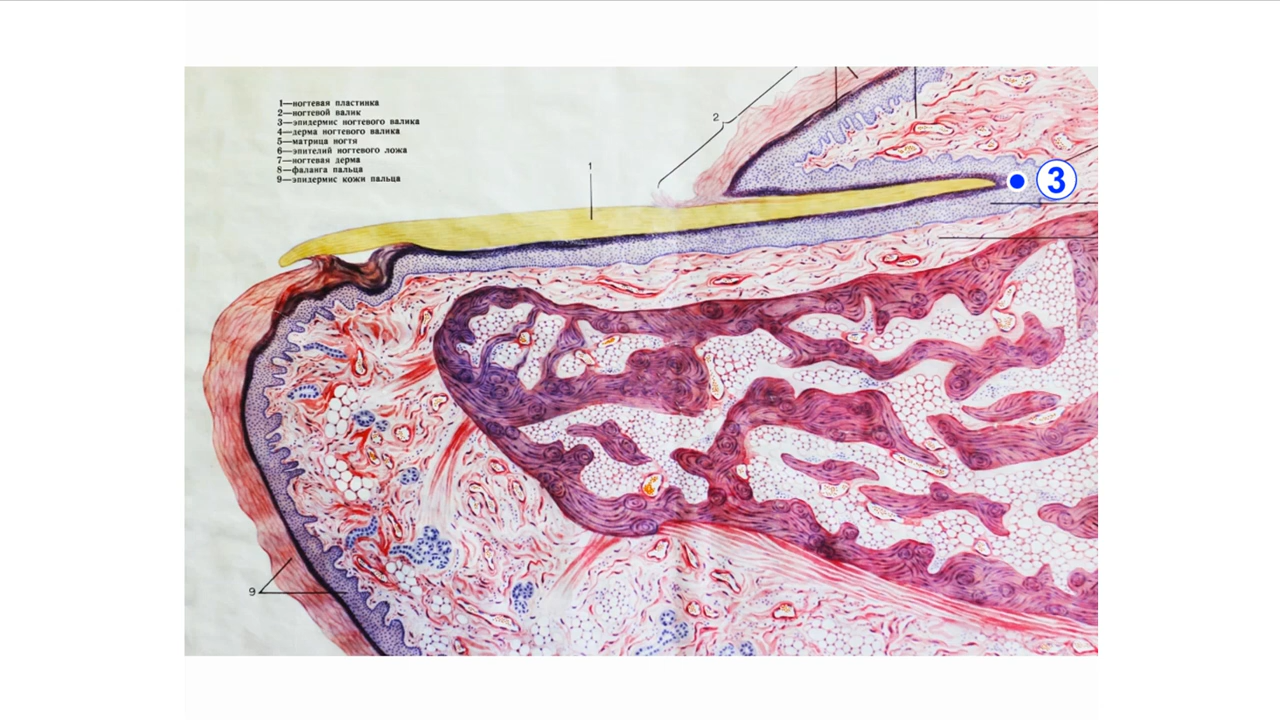 1—ногтевая пластинка
2—ногтевой валик
3—эпидермис ногтевого валика
4—дерма ногтевого валика
5—матрица ногтя
6—эпителий ногтевого ложа
7—ногтевая дерма
8—фаланга пальца
9—эпидермис кожи пальца
2
1
3
9